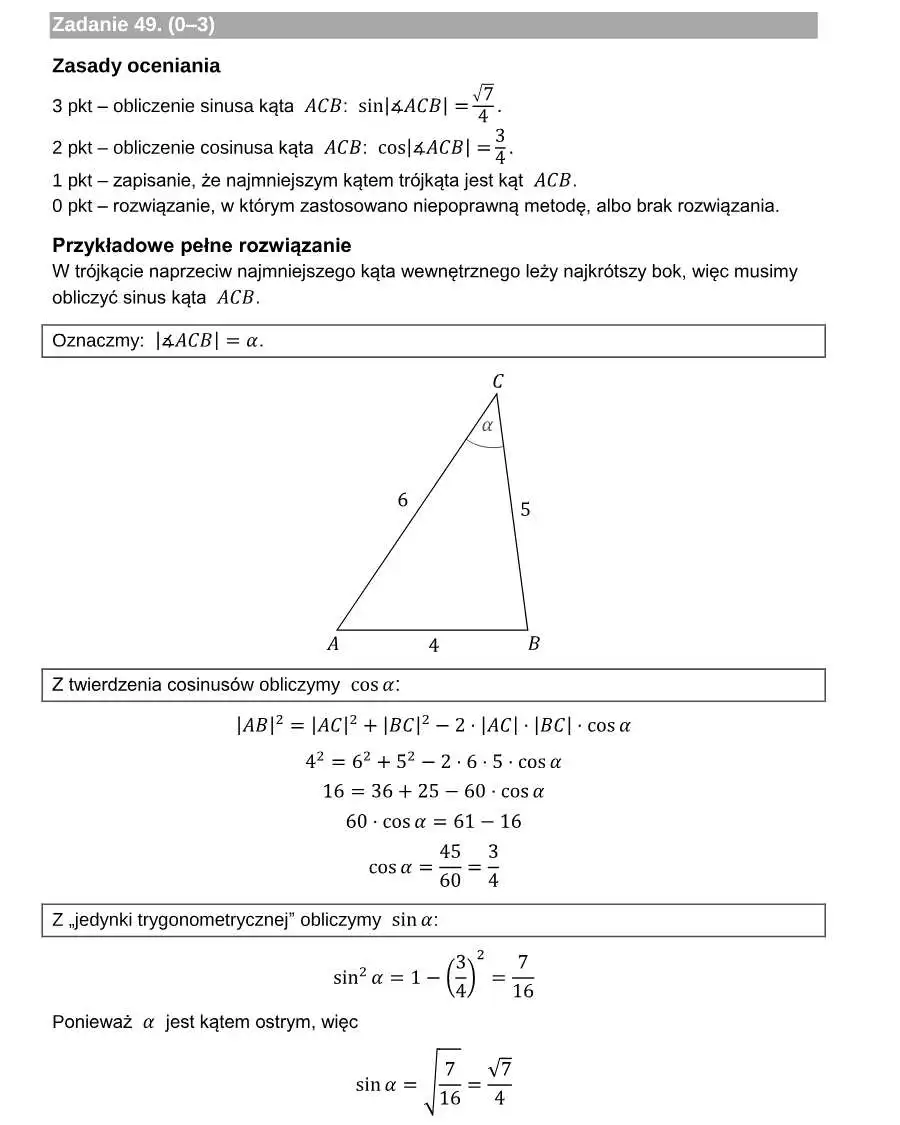 Zadanie 49. (0–3)
Zasady oceniania
3 pkt – obliczenie sinusa kąta ACB: sin|∡ACB| = √7/4.
2 pkt – obliczenie cosinusa kąta ACB: cos|∡ACB| = 3/4.
1 pkt – zapisanie, że najmniejszym kątem trójkąta jest kąt ACB.
0 pkt – rozwiązanie, w którym zastosowano niepoprawną metodę, albo brak rozwiązania.
Przykładowe pełne rozwiązanie
W trójkącie naprzeciw najmniejszego kąta wewnętrznego leży najkrótszy bok, więc musimy
obliczyć sinus kąta ACB.
Oznaczmy: |∡ACB| = α.
C
α
6
5
A
4
B
Z twierdzenia cosinusów obliczymy cos α:
|AB|² = |AC|² + |BC|² − 2 · |AC| · |BC| · cos α
4² = 6² + 5² − 2 · 6 · 5 · cos α
16 = 36 + 25 − 60 · cos α
60 · cos α = 61 − 16
cos α = 45/60 = 3/4
Z „jedynki trygonometrycznej” obliczymy sin α:
sin² α = 1 − (3/4)² = 7/16
Ponieważ α jest kątem ostrym, więc
sin α = √(7/16) = √7/4